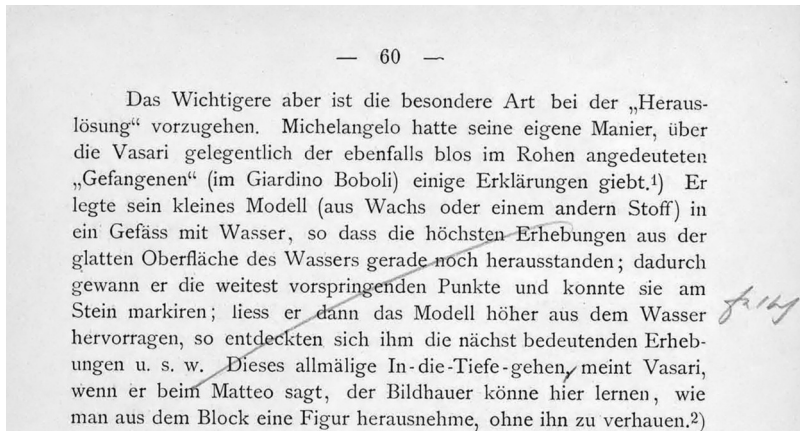 — 60 —
Das Wichtigere aber ist die besondere Art bei der „Heraus-
lösung“ vorzugehen. Michelangelo hatte seine eigene Manier, über
die Vasari gelegentlich der ebenfalls blos im Rohen angedeuteten
„Gefangenen“ (im Giardino Boboli) einige Erklärungen giebt.¹) Er
legte sein kleines Modell (aus Wachs oder einem andern Stoff) in
ein Gefäss mit Wasser, so dass die höchsten Erhebungen aus der
glatten Oberfläche des Wassers gerade noch herausstanden; dadurch
gewann er die weitest vorspringenden Punkte und konnte sie am
Stein markiren; liess er dann das Modell höher aus dem Wasser
hervorragen, so entdeckten sich ihm die nächst bedeutenden Erheb-
ungen u. s. w. Dieses allmälige In-die-Tiefe-gehen, meint Vasari,
wenn er beim Matteo sagt, der Bildhauer könne hier lernen, wie
man aus dem Block eine Figur herausnehme, ohne ihn zu verhauen.²)